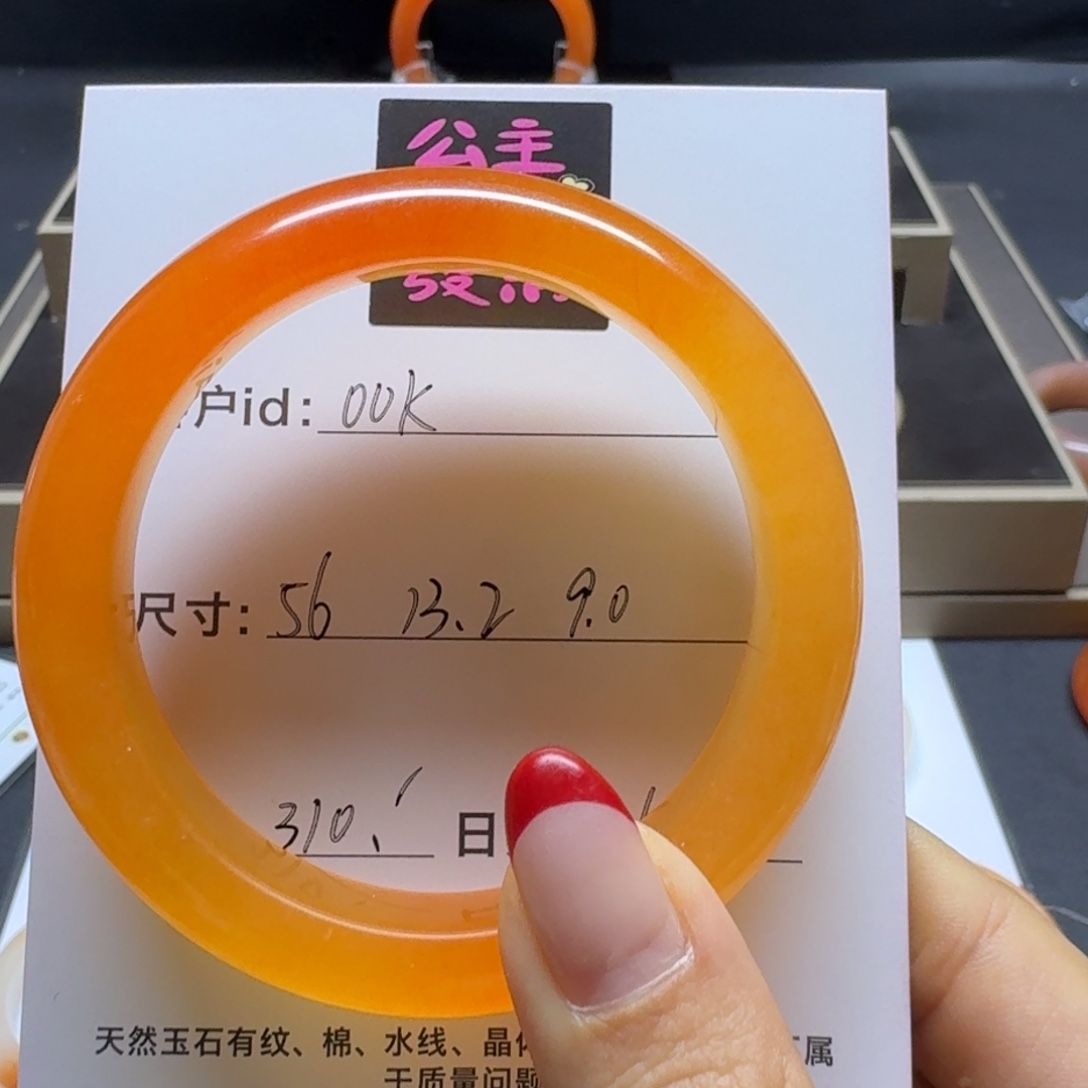 公主
户id: 00K
尺寸: 56 13.2 9.0
310. 日
天然玉石有纹、棉、水线、晶 属
于质量问题